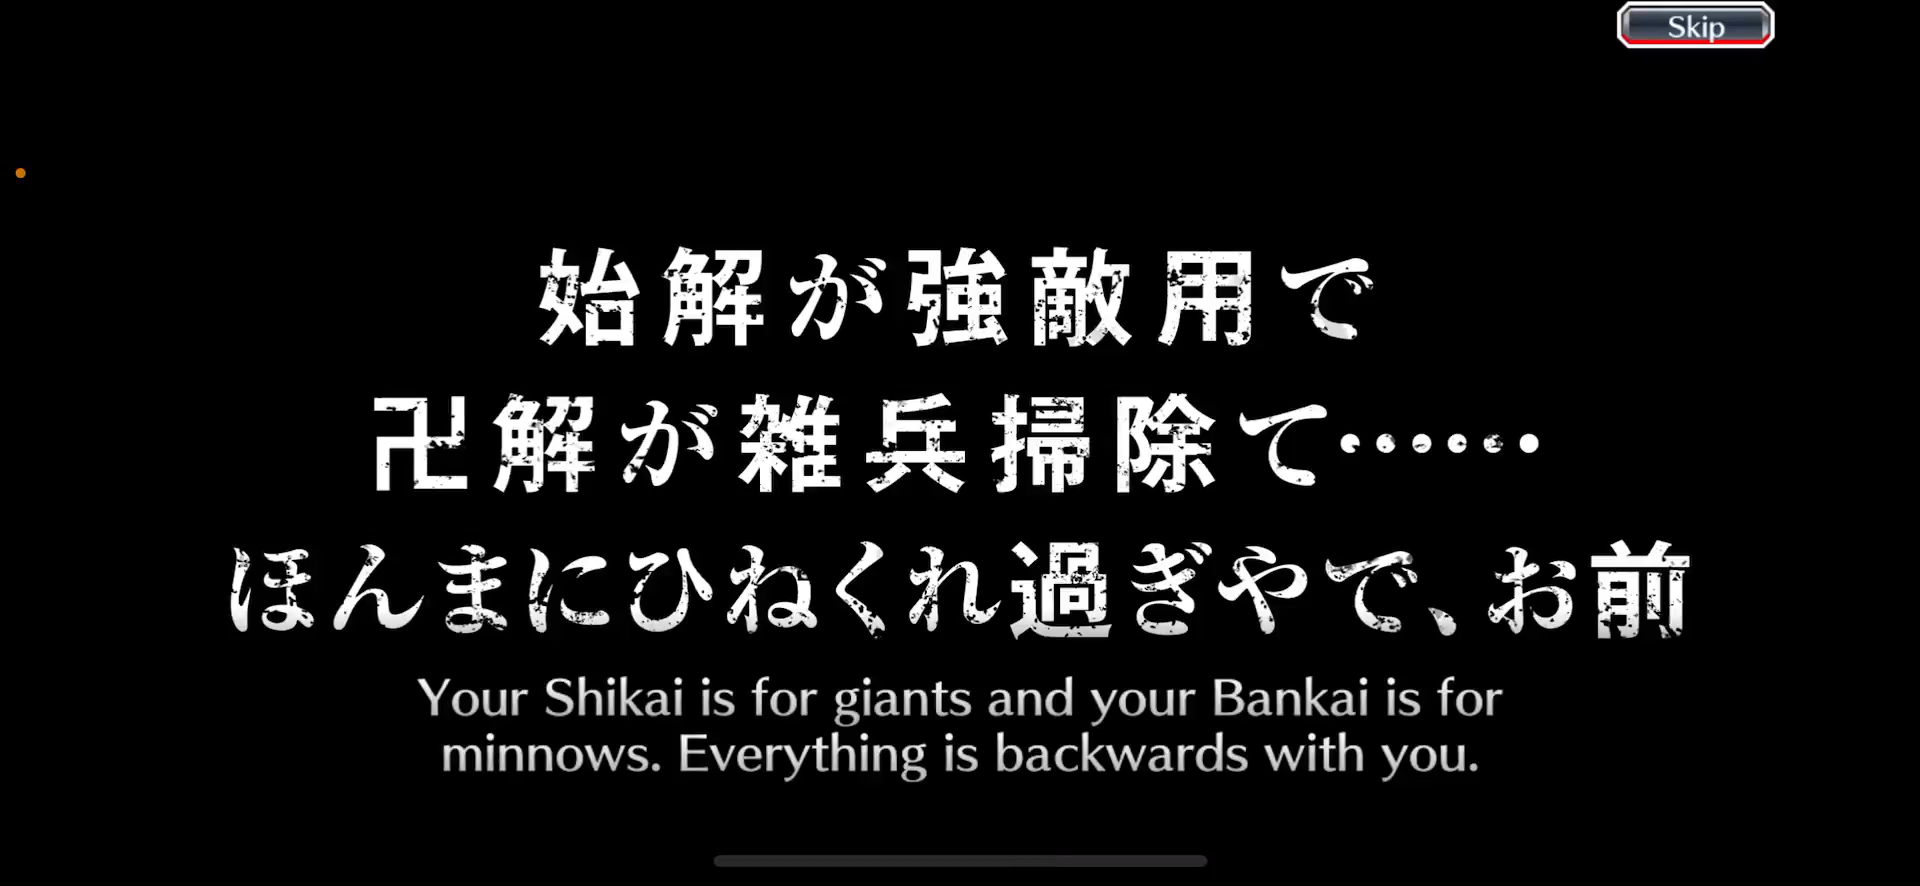 Skip
始解が強敵用で
卍解が雑兵掃除て……
ほんまにひねくれ過ぎやで、お前
Your Shikai is for giants and your Bankai is for
minnows. Everything is backwards with you.